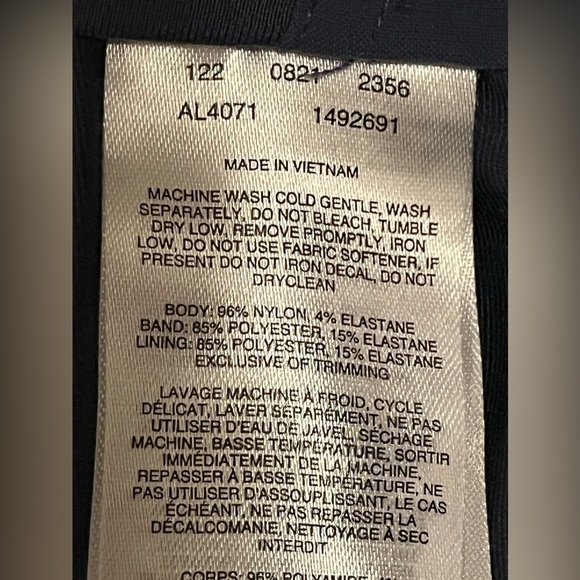 122 0821 2356
AL4071 1492691
MADE IN VIETNAM
MACHINE WASH COLD GENTLE, WASH
SEPARATELY, DO NOT BLEACH, TUMBLE
DRY LOW, REMOVE PROMPTLY, IRON
LOW, DO NOT USE FABRIC SOFTENER, IF
PRESENT DO NOT IRON DECAL, DO NOT
DRYCLEAN
BODY: 96% NYLON, 4% ELASTANE
BAND: 85% POLYESTER, 15% ELASTANE
LINING: 85% POLYESTER, 15% ELASTANE
EXCLUSIVE OF TRIMMING
LAVAGE MACHINE À FROID, CYCLE
DÉLICAT, LAVER SÉPARÉMENT, NE PAS
UTILISER D'EAU DE JAVEL, SÉCHAGE
MACHINE, BASSE TEMPÉRATURE, SORTIR
IMMÉDIATEMENT DE LA MACHINE,
REPASSER À BASSE TEMPÉRATURE, NE
PAS UTILISER D'ASSOUPLISSANT, LE CAS
ÉCHÉANT, NE PAS REPASSER LA
DÉCALCOMANIE, NETTOYAGE À SEC
INTERDIT
CORPS: 96% POLYAMIDE,